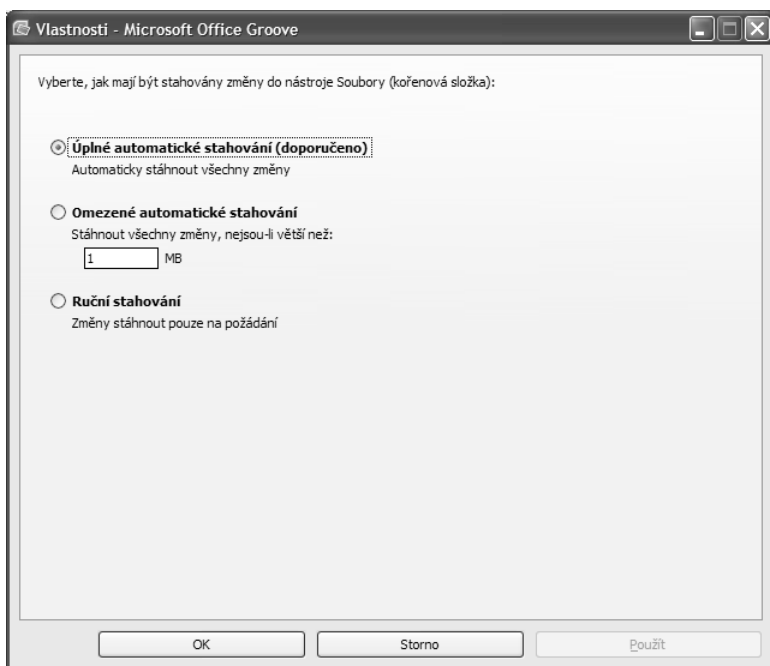 Vlastnosti - Microsoft Office Groove
Vyberte, jak mají být stahovány změny do nástroje Soubory (kořenová složka):
Úplné automatické stahování (doporučeno)
Automaticky stáhnout všechny změny
Omezené automatické stahování
Stáhnout všechny změny, nejsou-li větší než:
1 MB
Ruční stahování
Změny stáhnout pouze na požádání
OK Storno Použít